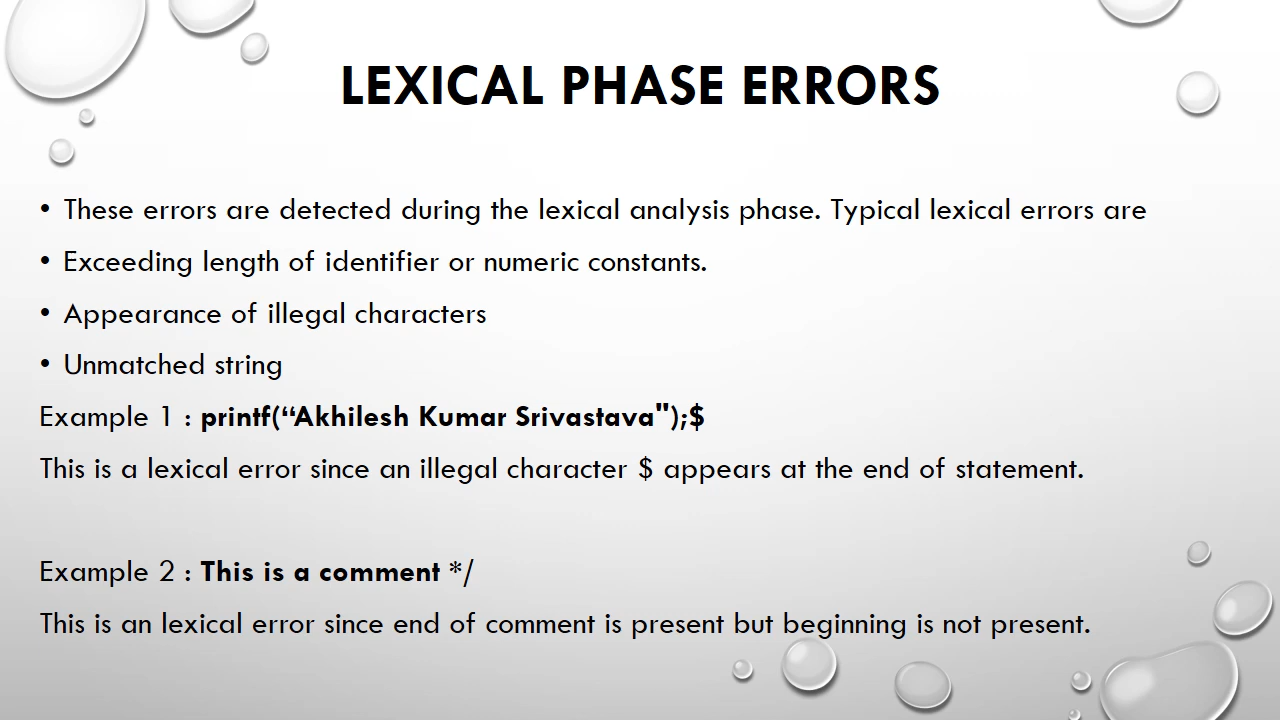 LEXICAL PHASE ERRORS
• These errors are detected during the lexical analysis phase. Typical lexical errors are
• Exceeding length of identifier or numeric constants.
• Appearance of illegal characters
• Unmatched string
Example 1 : printf(“Akhilesh Kumar Srivastava");$
This is a lexical error since an illegal character $ appears at the end of statement.
Example 2 : This is a comment */
This is an lexical error since end of comment is present but beginning is not present.